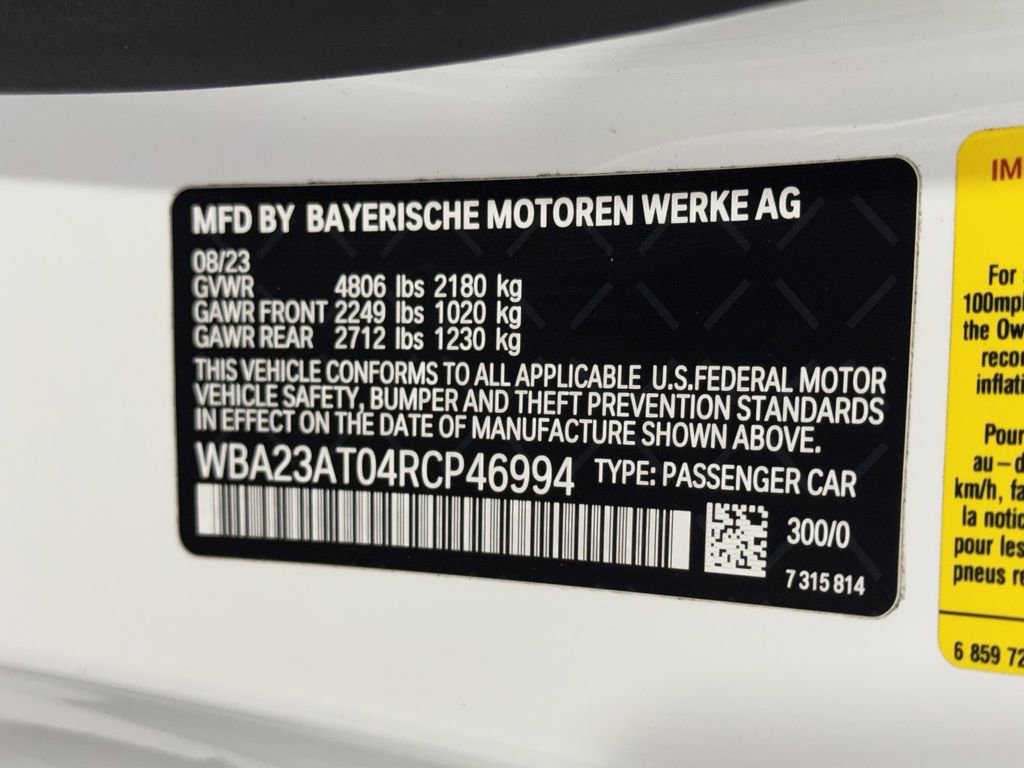 MFD BY BAYERISCHE MOTOREN WERKE AG
08/23
GVWR 4806 lbs 2180 kg
GAWR FRONT 2249 lbs 1020 kg
GAWR REAR 2712 lbs 1230 kg
THIS VEHICLE CONFORMS TO ALL APPLICABLE U.S.FEDERAL MOTOR
VEHICLE SAFETY, BUMPER AND THEFT PREVENTION STANDARDS
IN EFFECT ON THE DATE OF MANUFACTURE SHOWN ABOVE.
WBA23AT04RCP46994 TYPE: PASSENGER CAR
300/0
7 315 814
IM
For
100mp
the Ow
reco
inflati
Pour
au – d
km/h, fa
la notic
pour les
pneus re
6 859 72